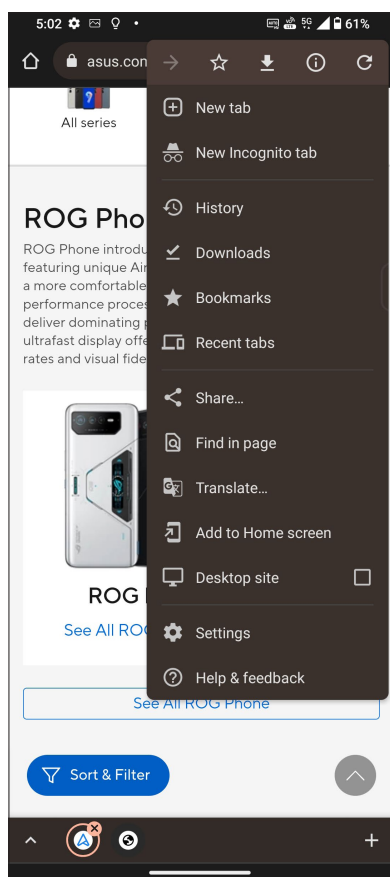 5:02
5G
61%
asus.com
All series
New tab
New Incognito tab
History
Downloads
Bookmarks
Recent tabs
Share...
Find in page
Translate...
Add to Home screen
Desktop site
Settings
Help & feedback
ROG Pho
ROG Phone introdu
featuring unique Air
a more comfortable
performance proces
deliver dominating
ultrafast display offe
rates and visual fide
ROG
See All ROG
See All ROG Phone
Sort & Filter